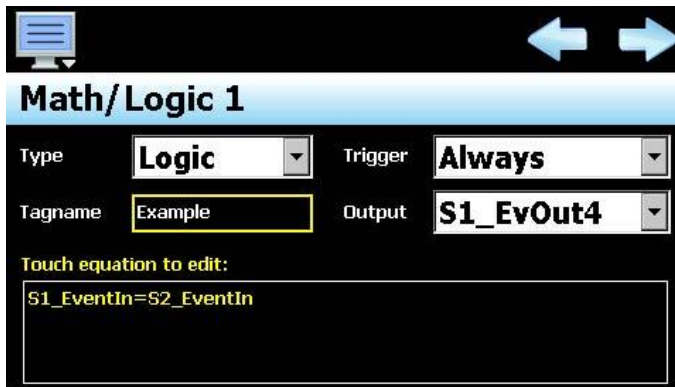 Math/Logic 1
Type Logic Trigger Always
Tagname Example Output S1_EvOut4
Touch equation to edit:
S1_EventIn=S2_EventIn